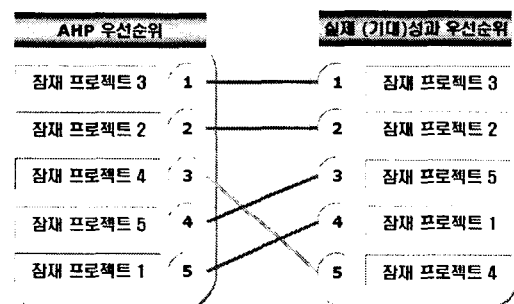 AHP 우선순위
실제 (기대)성과 우선순위
잠재 프로젝트 3 1 1 잠재 프로젝트 3
잠재 프로젝트 2 2 2 잠재 프로젝트 2
잠재 프로젝트 4 3 3 잠재 프로젝트 5
잠재 프로젝트 5 4 4 잠재 프로젝트 1
잠재 프로젝트 1 5 5 잠재 프로젝트 4